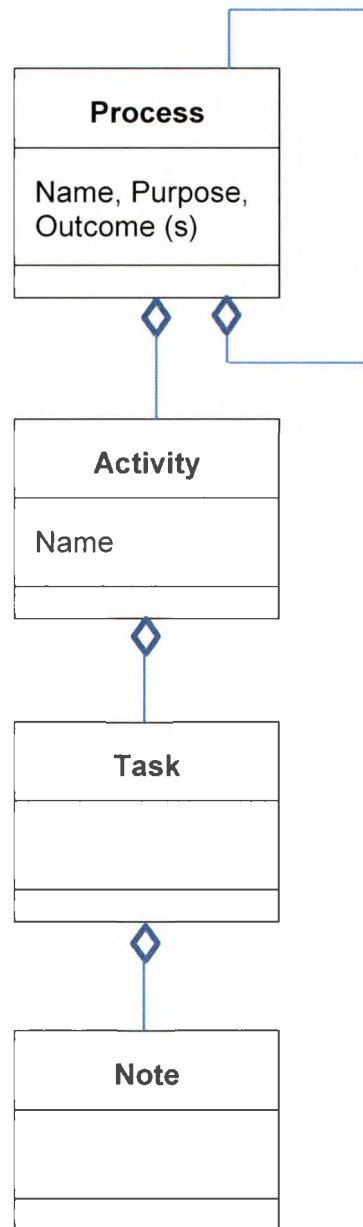 Process
Name, Purpose,
Outcome (s)
Activity
Name
Task
Note